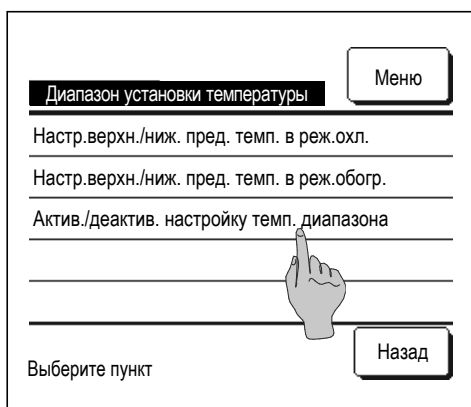 Меню
Диапазон установки температуры
Настр.верхн./ниж. пред. темп. в реж.охл.
Настр.верхн./ниж. пред. темп. в реж.обогр.
Актив./деактив. настройку темп. диапазона
Назад
Выберите пункт